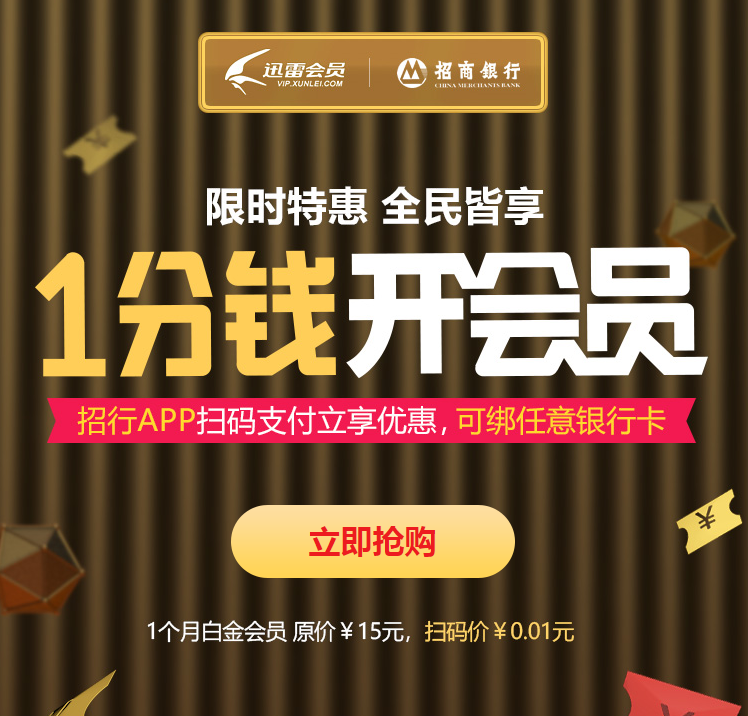 迅雷会员
VIP.XUNLEI.COM
招商银行
CHINA MERCHANTS BANK
限时特惠 全民皆享
1分钱开会员
招行APP扫码支付立享优惠，可绑任意银行卡
立即抢购
1个月白金会员 原价￥15元，扫码价￥0.01元